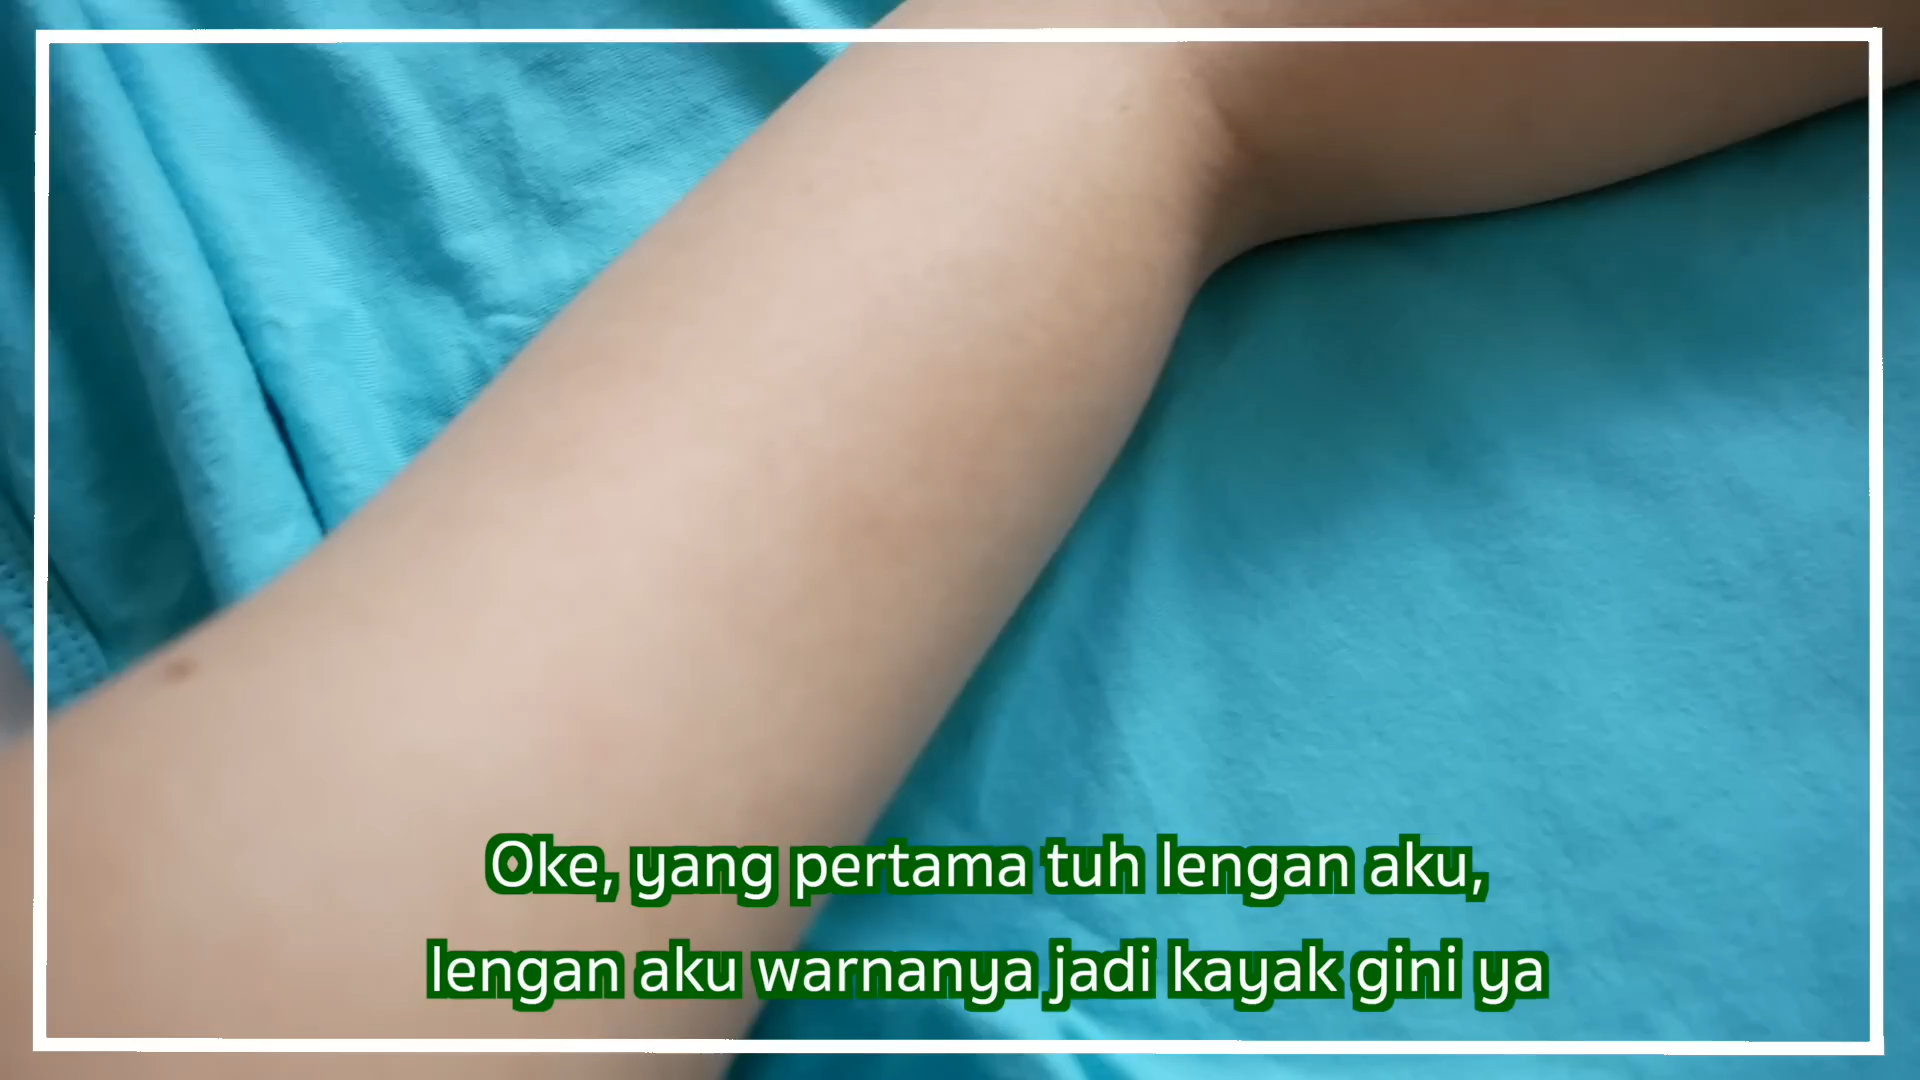 Oke, yang pertama tuh lengan aku,
lengan aku warnanya jadi kayak gini ya